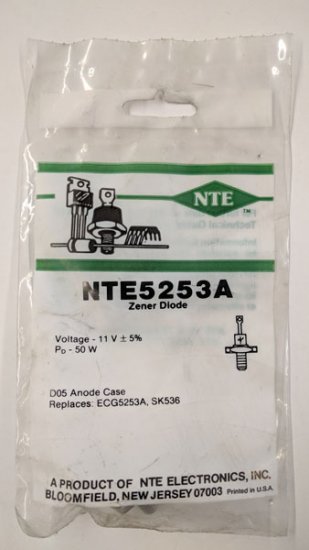 NTE
TM
NTE5253A
Zener Diode
Voltage - 11 V ± 5%
PD - 50 W
D05 Anode Case
Replaces: ECG5253A, SK536
A PRODUCT OF NTE ELECTRONICS, INC.
BLOOMFIELD, NEW JERSEY 07003 Printed in U.S.A.